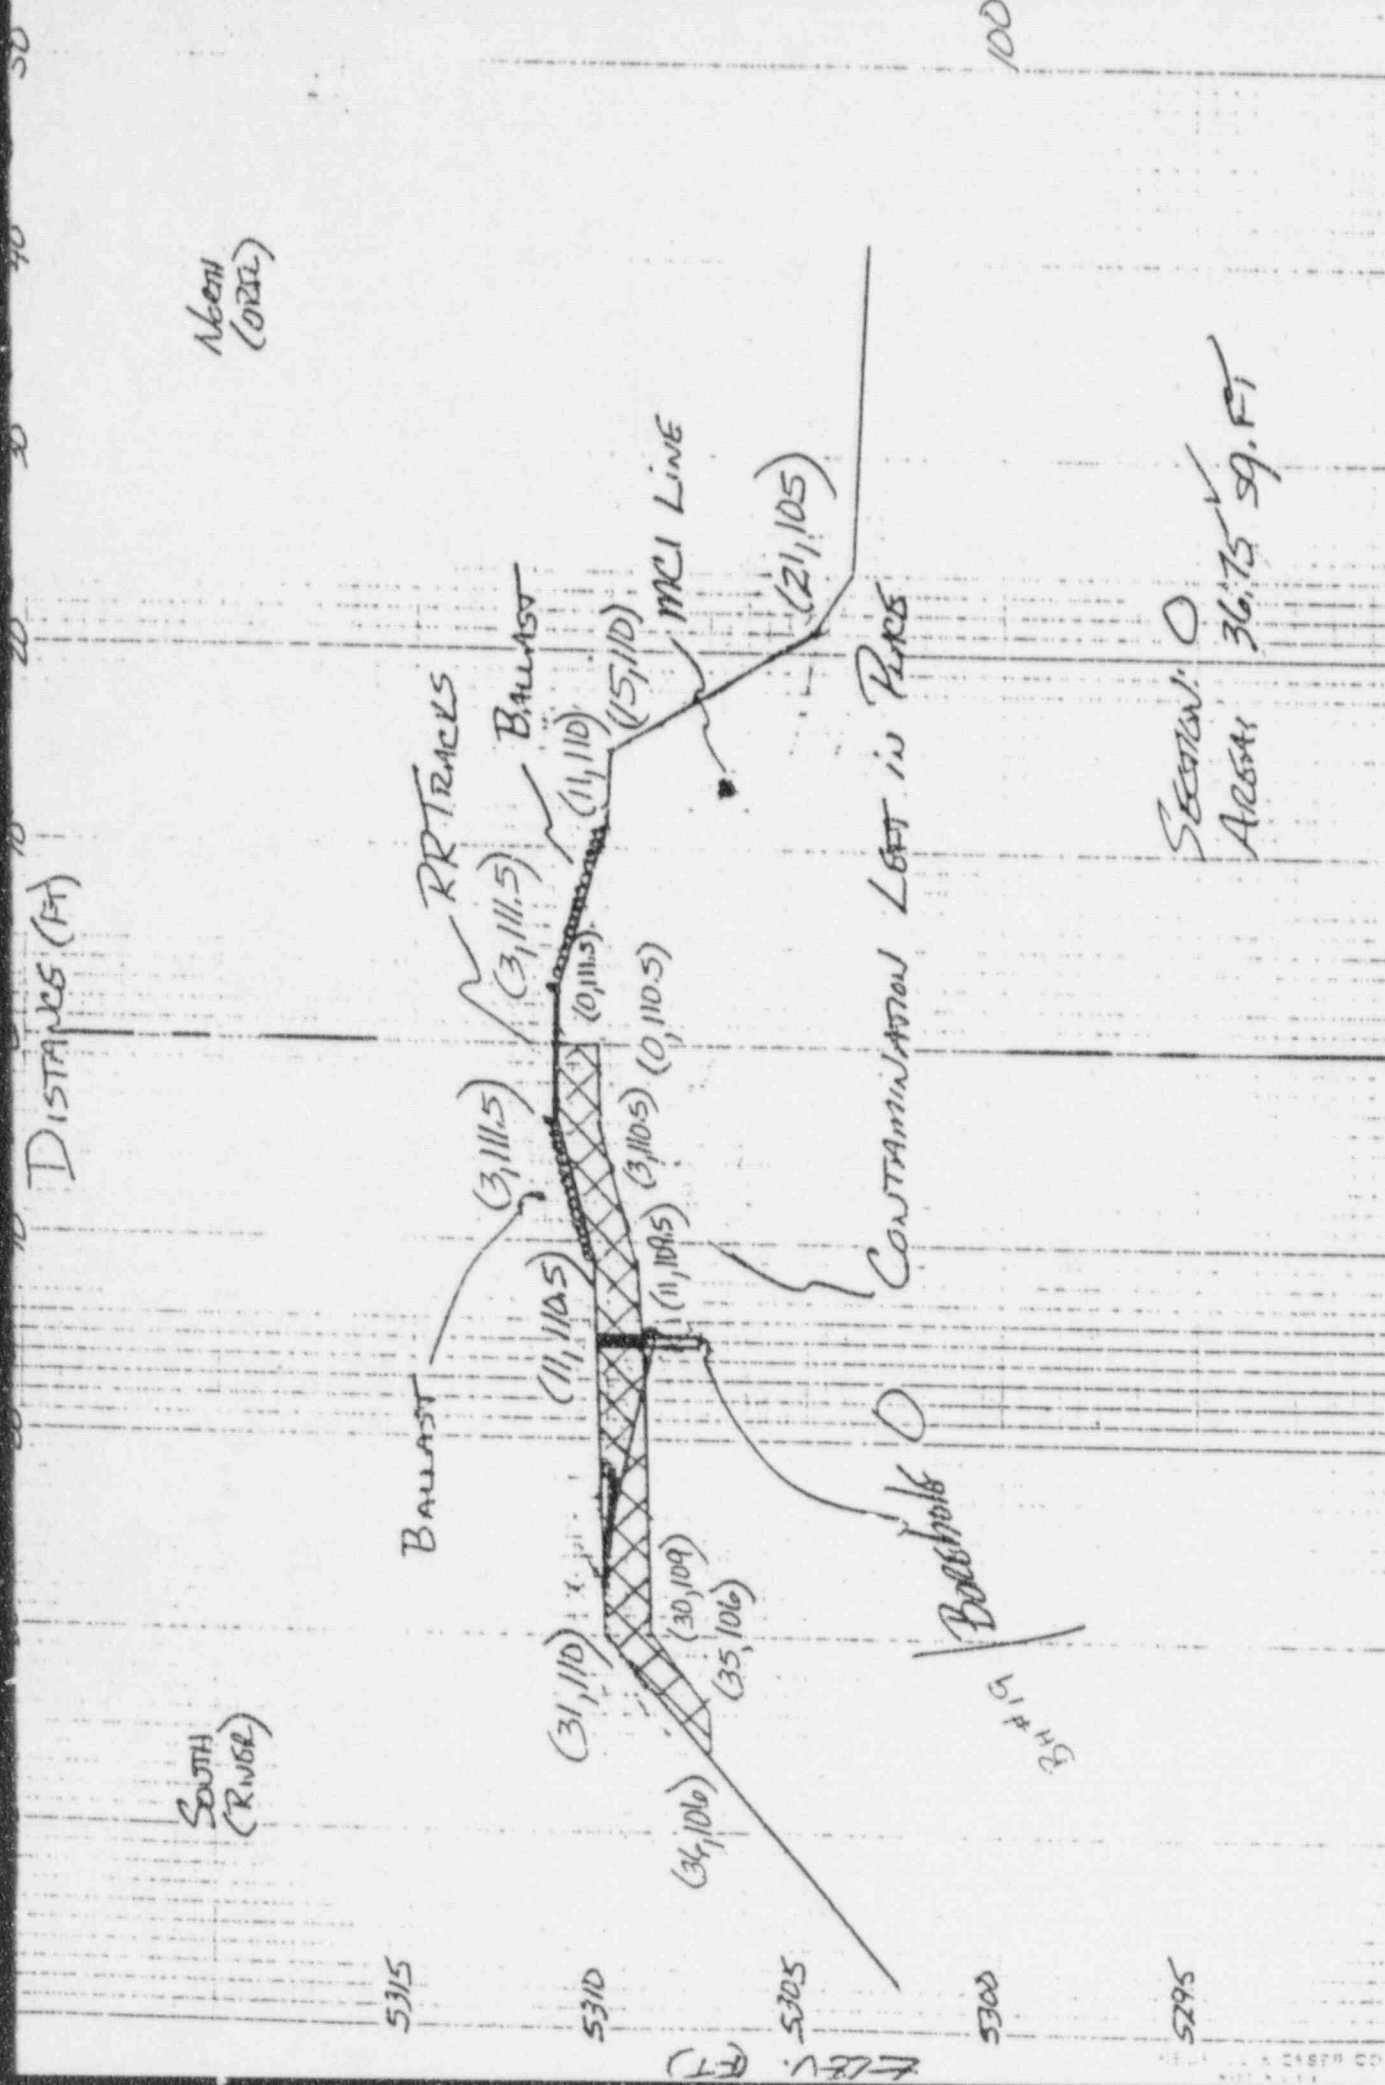 DISTANCE (FT)
10
10
20
30
40
50
SOUTH
(RIVER)
NORTH
(ORIG)
RR TRACKS
BALLAST
BALLAST
(3,111.5)
(3,111.5)
(31,110)
(11,110.5)
(0,111.5)
(11,110)
(15,110)
MCI LINE
(36,106)
(35,106)
(30,109)
(11,109.5)
(3,110.5)
(0,110.5)
(21,105)
CONTAMINATION LEFT IN PLACE
BOREHOLE O
BH #19
SECTION: O
AREA: 36.75 SQ. FT
100
ELEV.
(FT)
5315
5310
5305
5300
5295